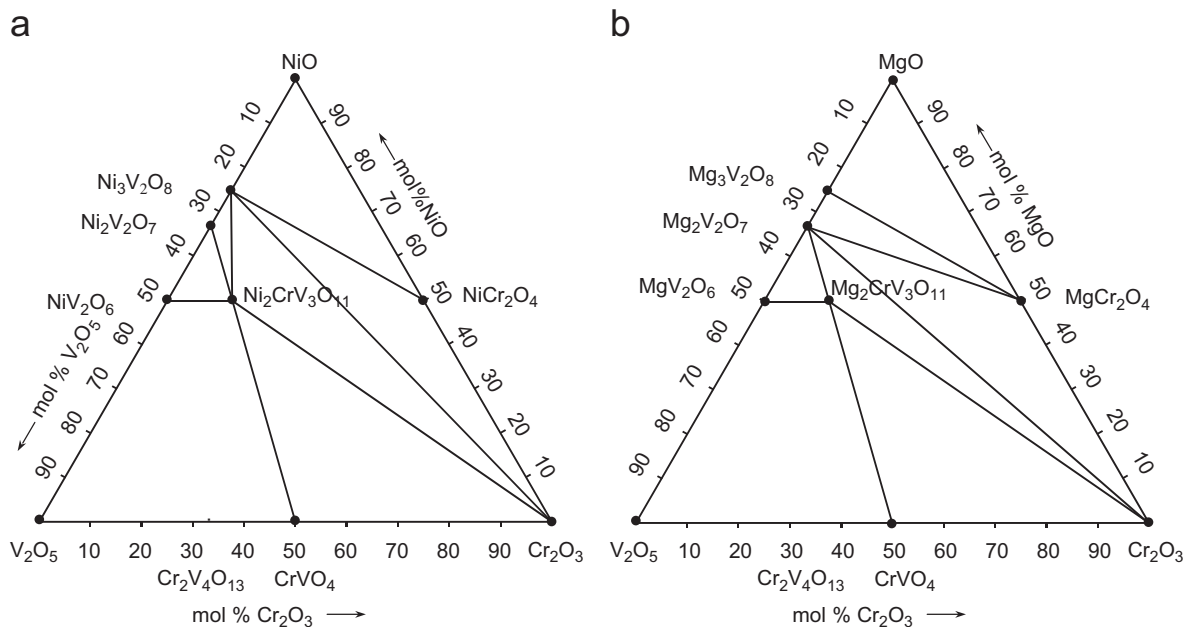 a
b
NiO
10
90
20
80
Ni₃V₂O₈
30
70
mol%NiO
Ni₂V₂O₇
40
60
NiV₂O₆
50
Ni₂CrV₃O₁₁
50
NiCr₂O₄
60
40
mol % V₂O₅
70
30
80
20
90
10
V₂O₅
10
20
30
40
50
60
70
80
90
Cr₂O₃
Cr₂V₄O₁₃
CrVO₄
mol % Cr₂O₃
MgO
10
90
20
80
Mg₃V₂O₈
30
70
mol % MgO
Mg₂V₂O₇
40
60
MgV₂O₆
50
Mg₂CrV₃O₁₁
50
MgCr₂O₄
60
40
70
30
80
20
90
10
V₂O₅
10
20
30
40
50
60
70
80
90
Cr₂O₃
Cr₂V₄O₁₃
CrVO₄
mol % Cr₂O₃